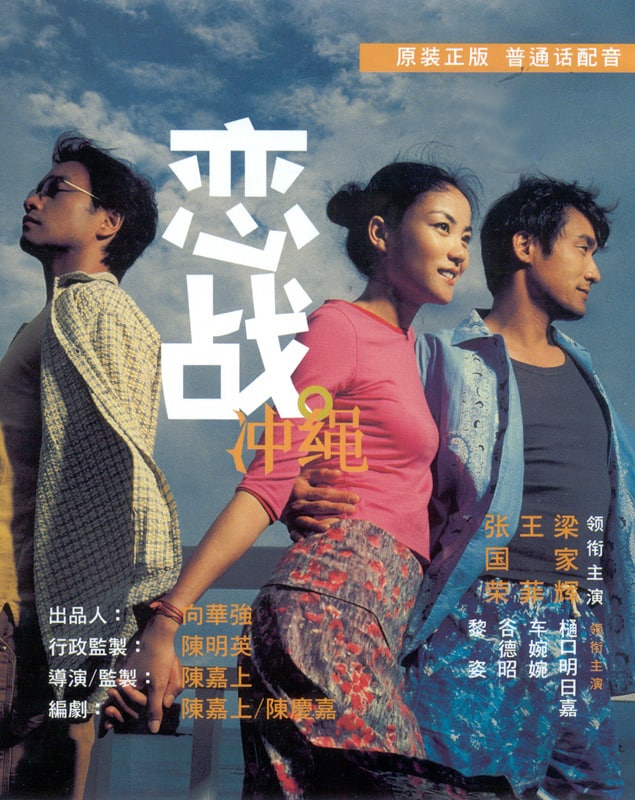 原装正版 普通话配音
恋战
冲绳
领衔主演
梁家辉
王菲
张国荣
领衔主演
樋口明日嘉
车婉婉
谷德昭
黎姿
出品人：向華強
行政監製：陳明英
導演/監製：陳嘉上
編劇：陳嘉上/陳慶嘉